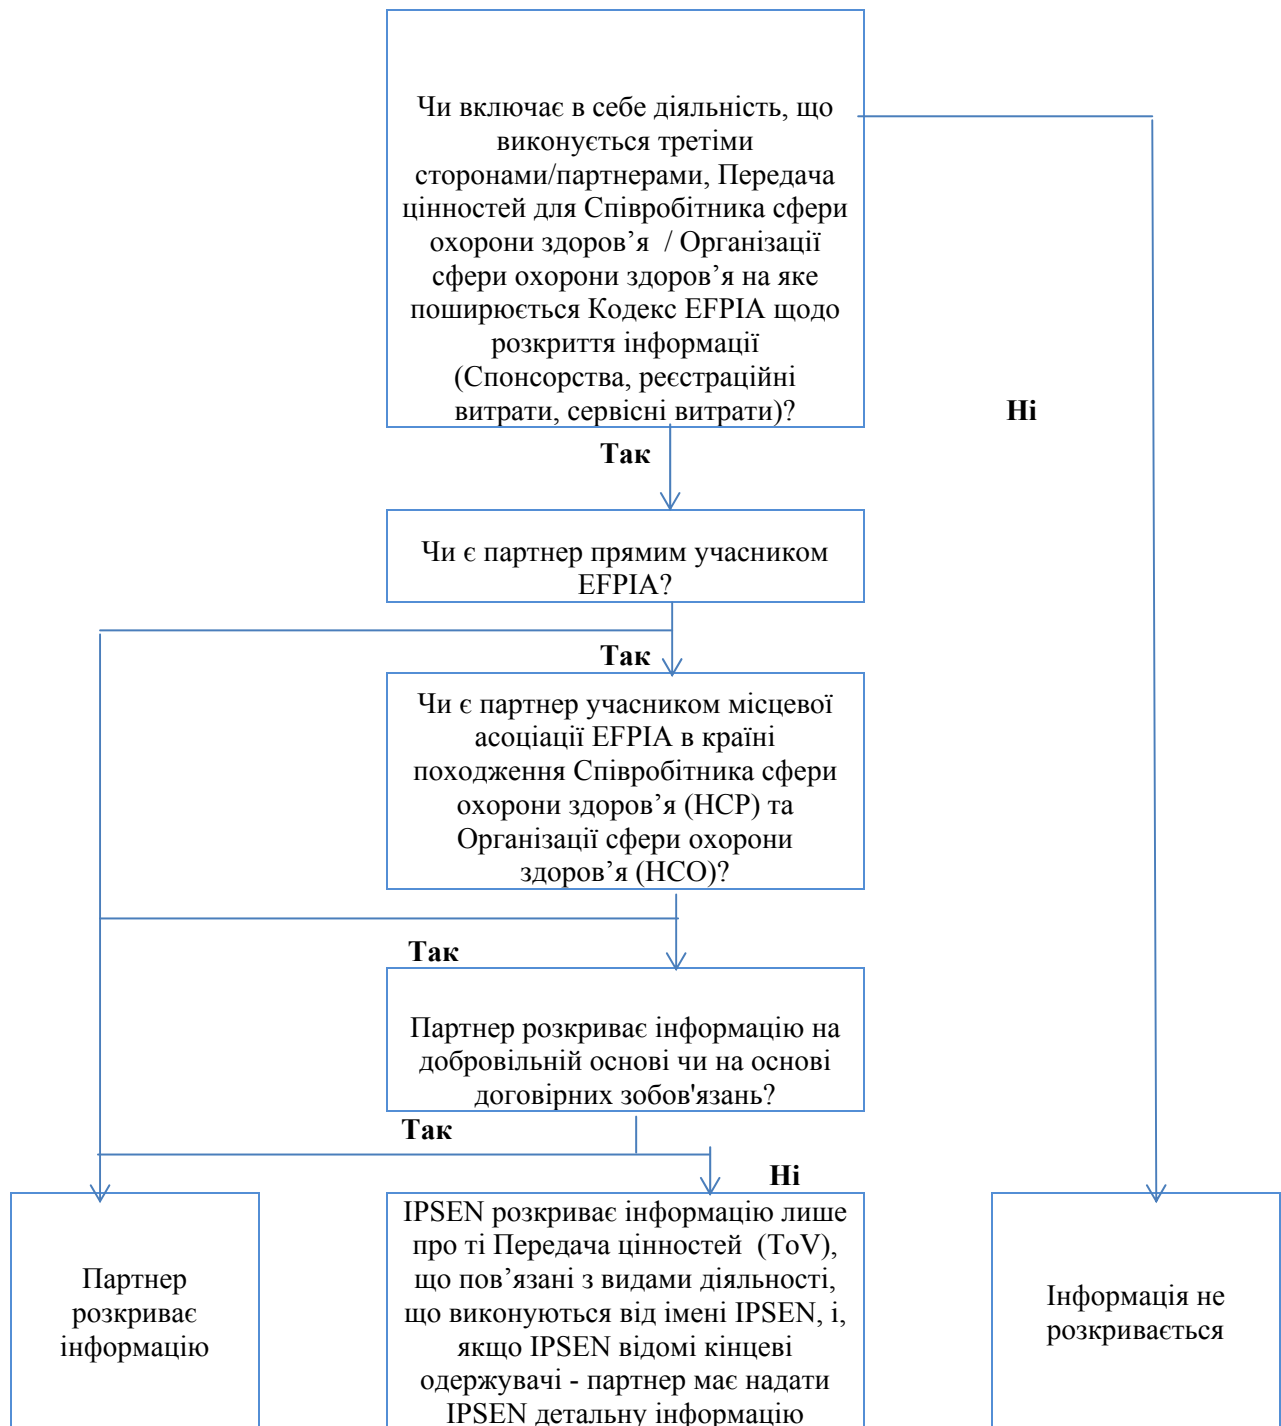 Чи включає в себе діяльність, що
виконується третіми
сторонами/партнерами, Передача
цінностей для Співробітника сфери
охорони здоров’я / Організації
сфери охорони здоров’я на яке
поширюється Кодекс EFPIA щодо
розкриття інформації
(Спонсорства, реєстраційні
витрати, сервісні витрати)?
Ні
Так
Чи є партнер прямим учасником
EFPIA?
Так
Чи є партнер учасником місцевої
асоціації EFPIA в країні
походження Співробітника сфери
охорони здоров’я (HCP) та
Організації сфери охорони
здоров’я (HCO)?
Так
Партнер розкриває інформацію на
добровільній основі чи на основі
договірних зобов'язань?
Так
Ні
Партнер
розкриває
інформацію
IPSEN розкриває інформацію лише
про ті Передача цінностей (ToV),
що пов’язані з видами діяльності,
що виконуються від імені IPSEN, і,
якщо IPSEN відомі кінцеві
одержувачі - партнер має надати
IPSEN детальну інформацію
Інформація не
розкривається